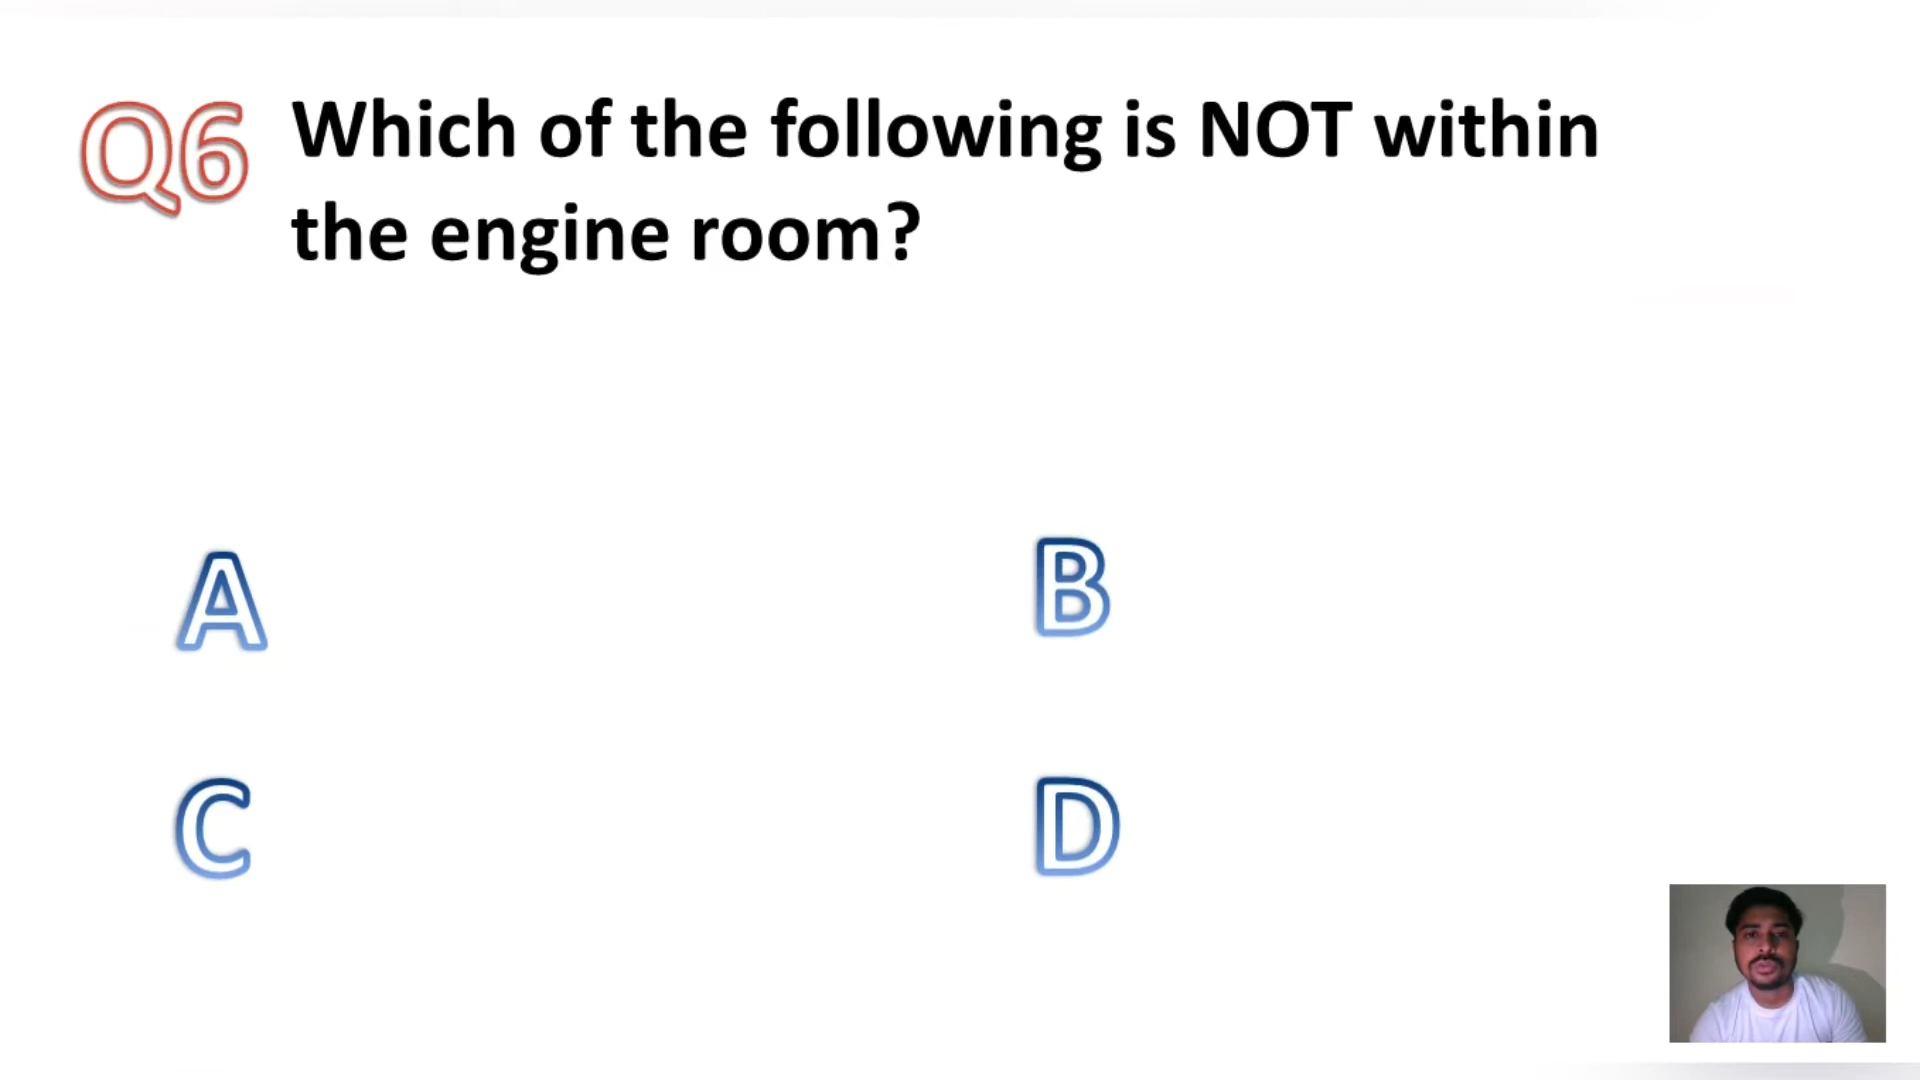 Q6 Which of the following is NOT within
the engine room?
A B
C D